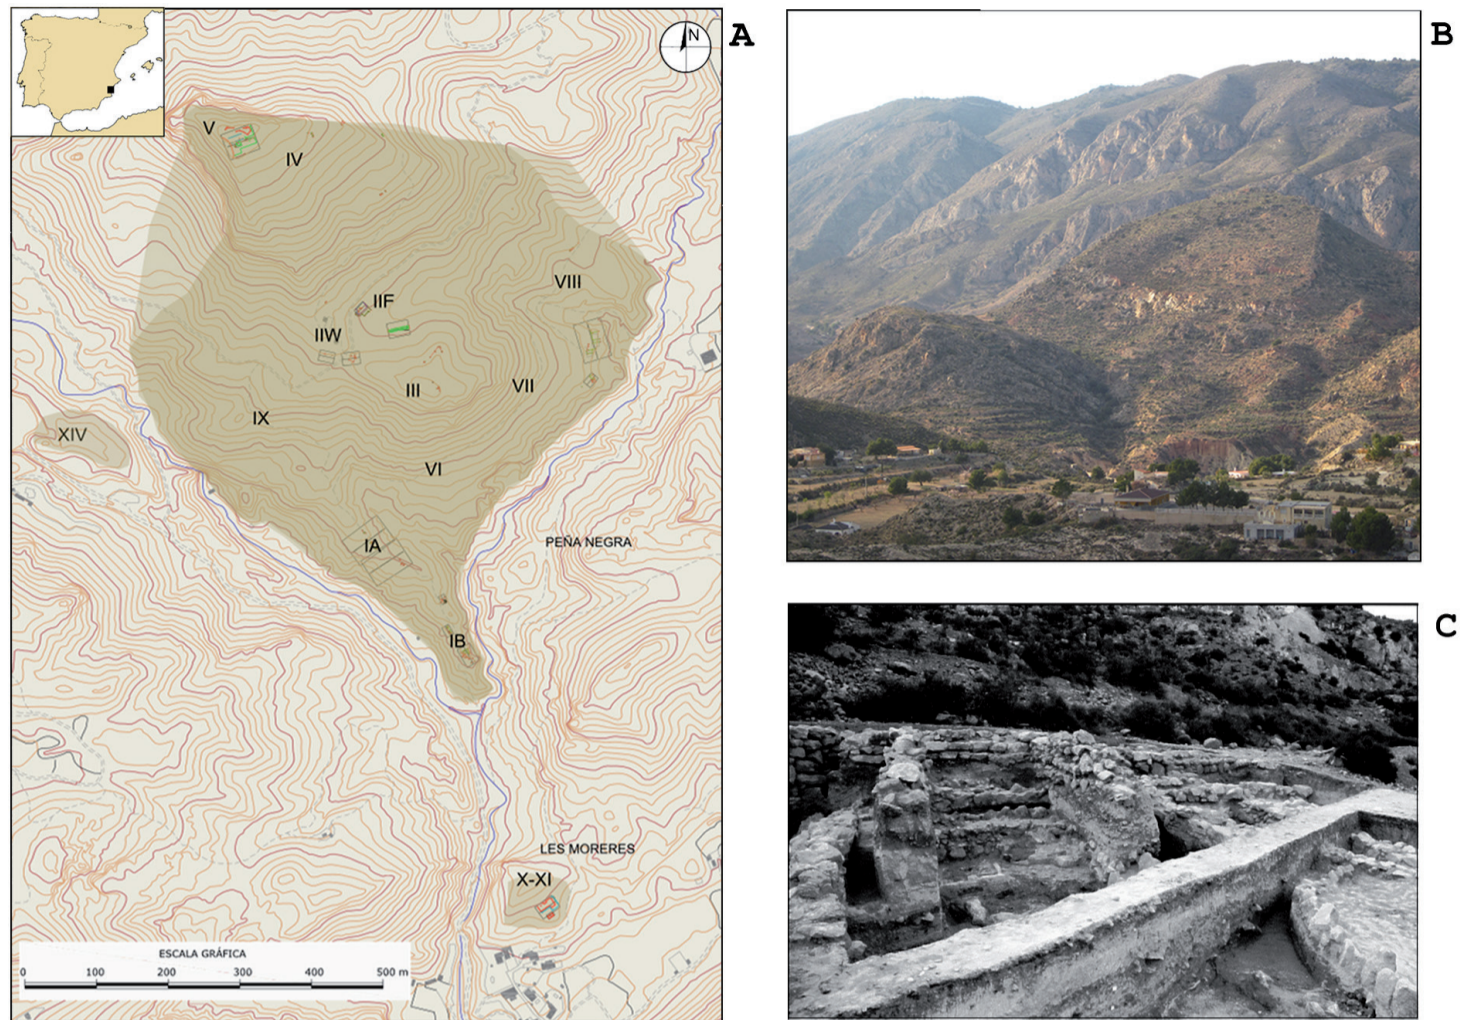 A
N
V
IV
VIII
IIF
IIW
III
VII
IX
XIV
VI
IA
PEÑA NEGRA
IB
LES MORERES
X-XI
ESCALA GRÁFICA
0 100 200 300 400 500 m
B
C